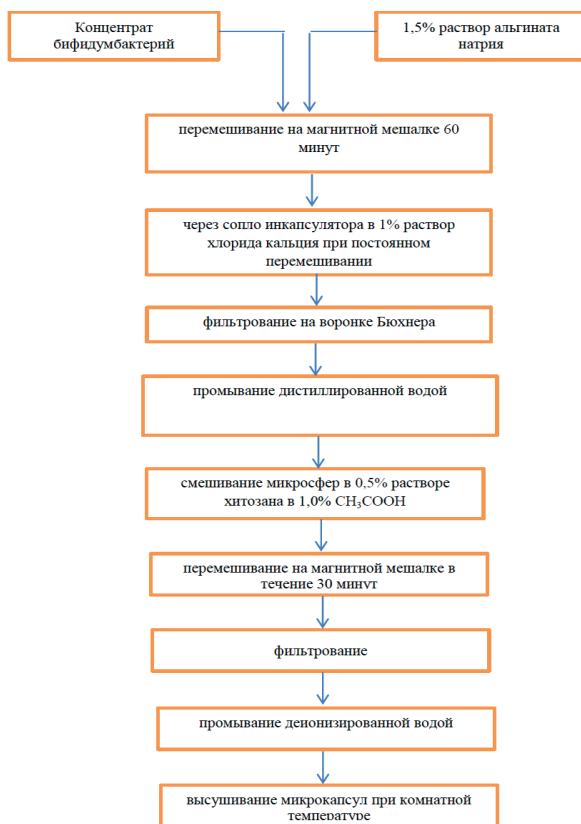 Концентрат
бифидумбактерий
1,5% раствор альгината
натрия
перемешивание на магнитной мешалке 60
минут
через сопло инкапсулятора в 1% раствор
хлорида кальция при постоянном
перемешивании
фильтрование на воронке Бюхнера
промывание дистиллированной водой
смешивание микросфер в 0,5% растворе
хитозана в 1,0% CH₃COOH
перемешивание на магнитной мешалке в
течение 30 минут
фильтрование
промывание деионизированной водой
высушивание микрокапсул при комнатной
температуре